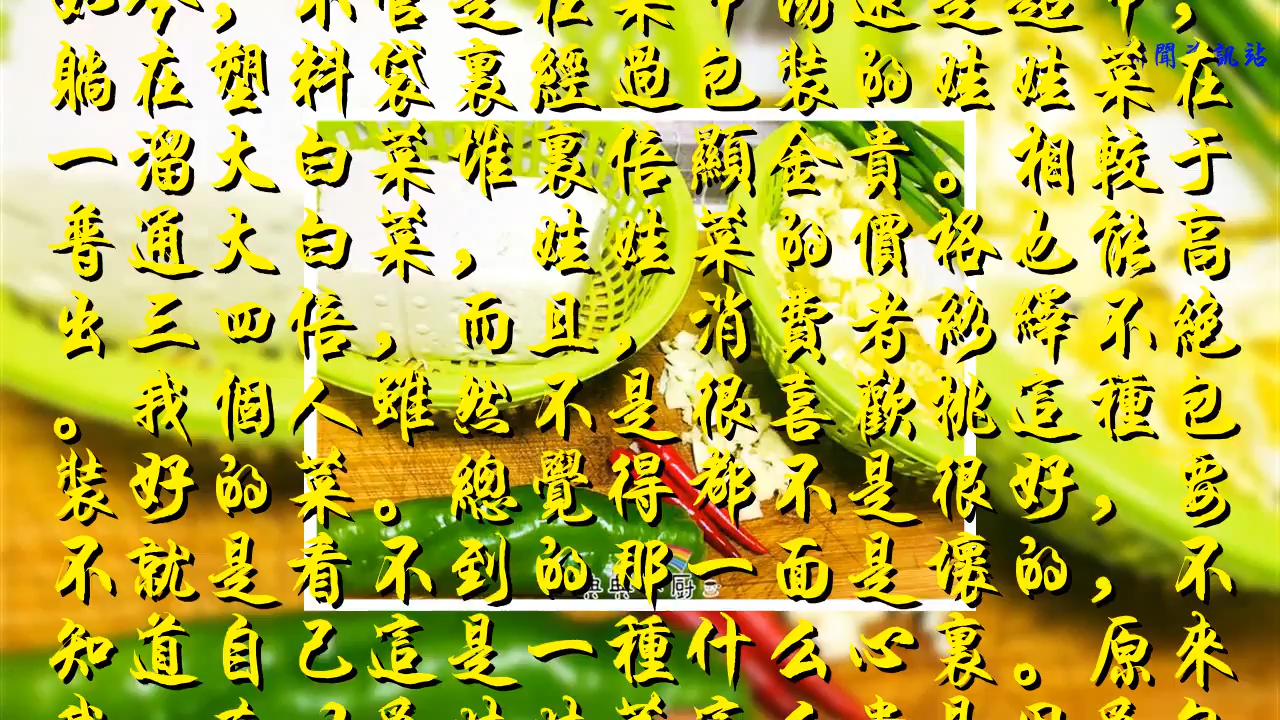 如今，不管是在菜市場還是超市，
聞資訊站
躺在塑料袋裏經過包裝的娃娃菜在
一溜大白菜堆裏倍顯金貴。相較于
普通大白菜，娃娃菜的價格也能高
出三四倍，而且，消費者絡繹不絕
。我個人雖然不是很喜歡挑這種包
裝好的菜。總覺得都不是很好，要
不就是看不到的那一面是壞的，不
知道自己這是一種什么心裏。原來